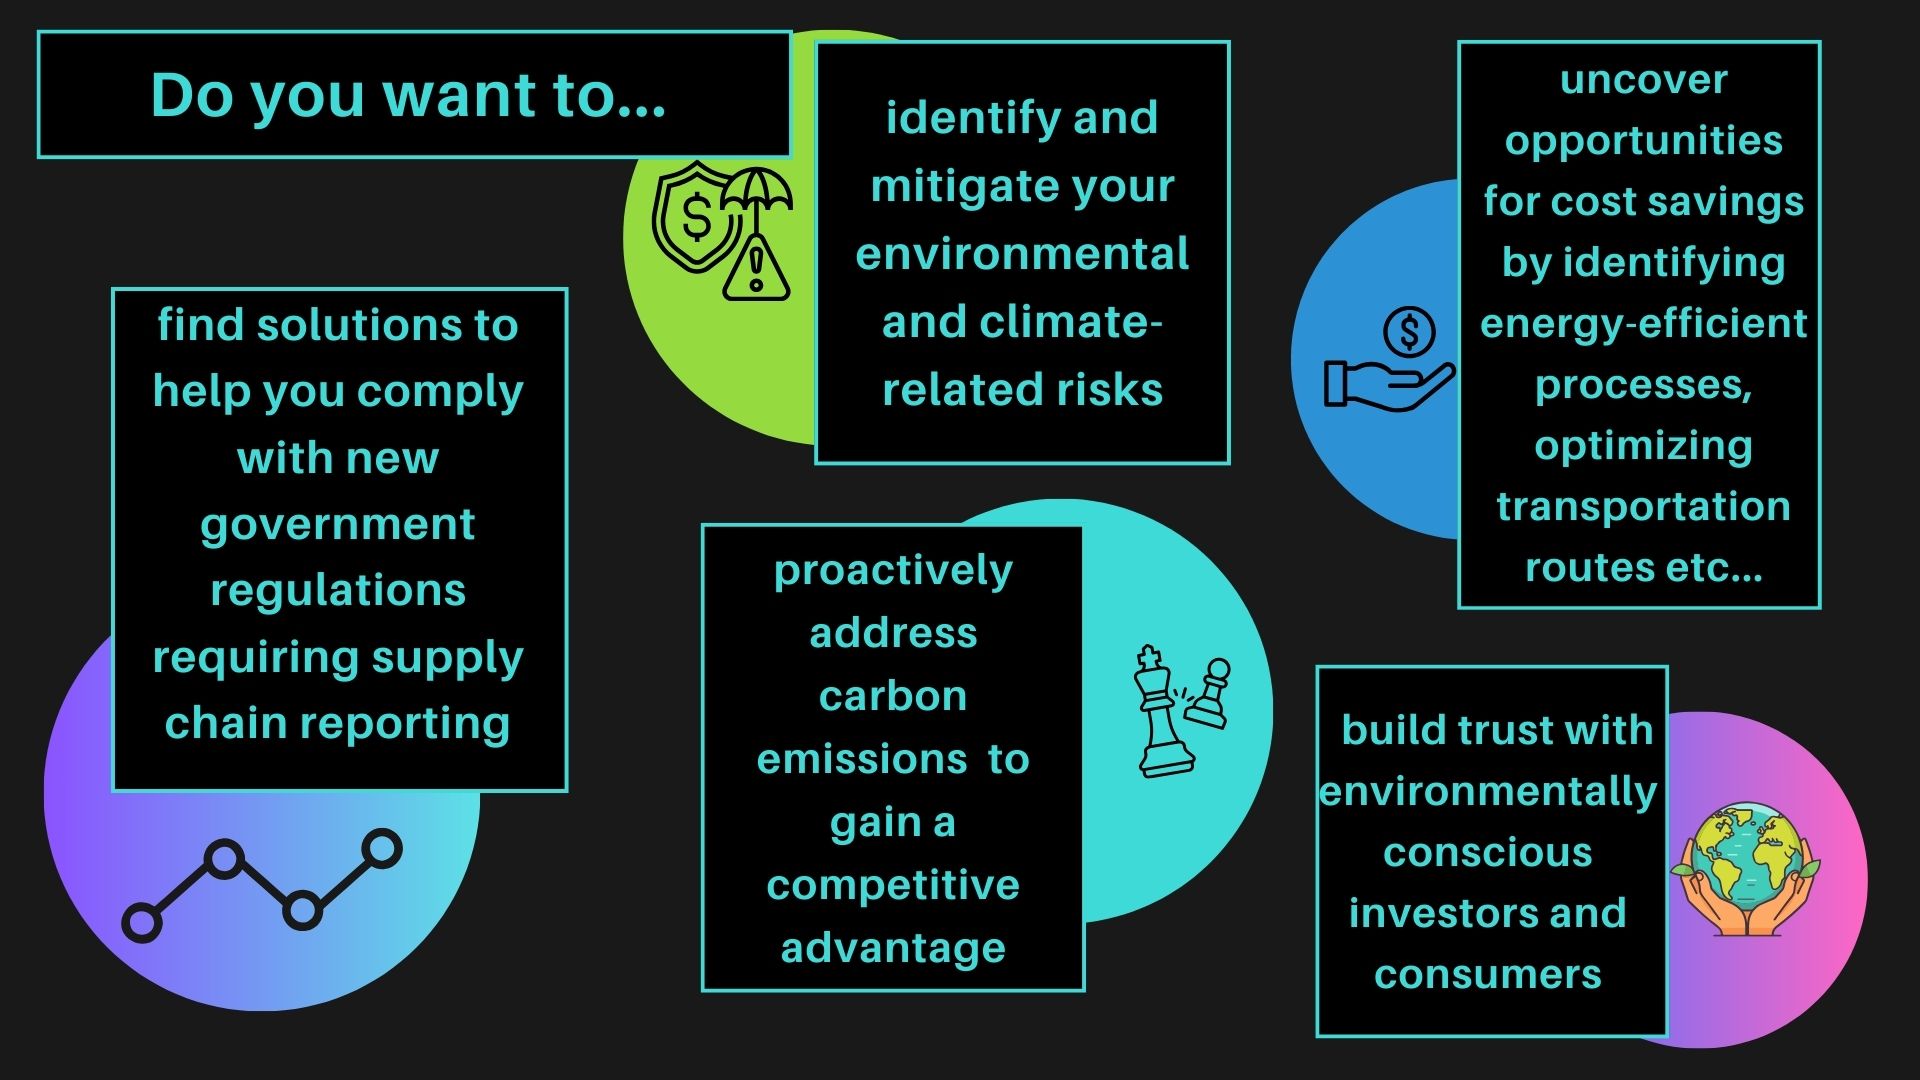 Do you want to...
find solutions to
help you comply
with new
government
regulations
requiring supply
chain reporting
identify and
mitigate your
environmental
and climate-
related risks
proactively
address
carbon
emissions  to
gain a
competitive
advantage
uncover
opportunities
for cost savings
by identifying
energy-efficient
processes,
optimizing
transportation
routes etc...
build trust with
environmentally
conscious
investors and
consumers